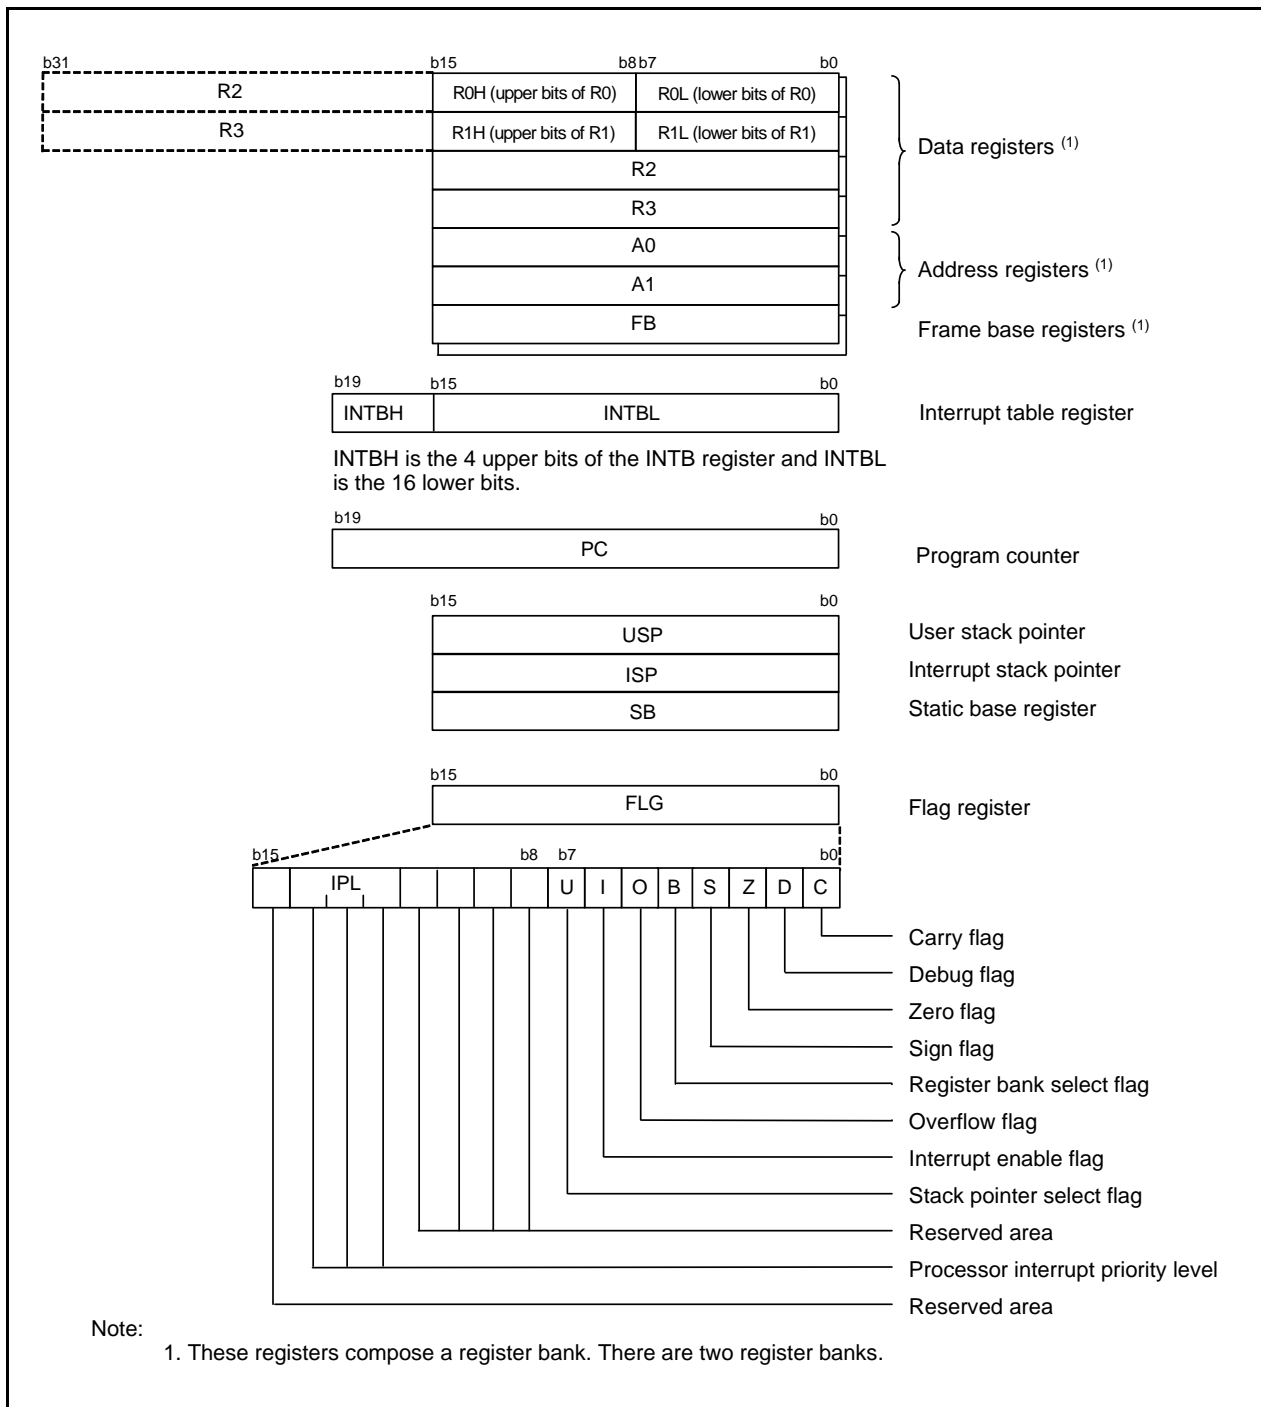 b31 b15 b8 b7 b0
R2 R0H (upper bits of R0) R0L (lower bits of R0)
R3 R1H (upper bits of R1) R1L (lower bits of R1)
Data registers (1)
R2
R3
A0
Address registers (1)
A1
FB Frame base registers (1)
b19 b15 b0
INTBH INTBL Interrupt table register
INTBH is the 4 upper bits of the INTB register and INTBL
is the 16 lower bits.
b19 b0
PC Program counter
b15 b0
USP User stack pointer
ISP Interrupt stack pointer
SB Static base register
b15 b0
FLG Flag register
b15 b8 b7 b0
IPL U I O B S Z D C
Carry flag
Debug flag
Zero flag
Sign flag
Register bank select flag
Overflow flag
Interrupt enable flag
Stack pointer select flag
Reserved area
Processor interrupt priority level
Reserved area
Note:
1. These registers compose a register bank. There are two register banks.